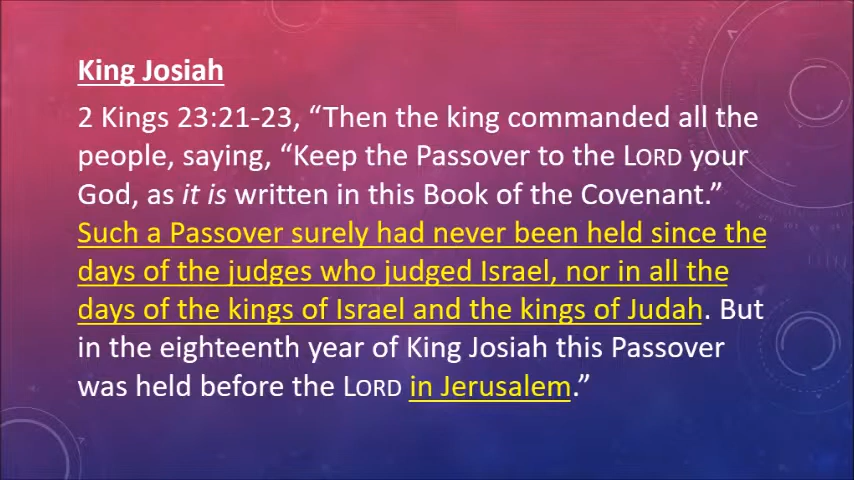 King Josiah
2 Kings 23:21-23, “Then the king commanded all the
people, saying, “Keep the Passover to the LORD your
God, as it is written in this Book of the Covenant.”
Such a Passover surely had never been held since the
days of the judges who judged Israel, nor in all the
days of the kings of Israel and the kings of Judah. But
in the eighteenth year of King Josiah this Passover
was held before the LORD in Jerusalem.”